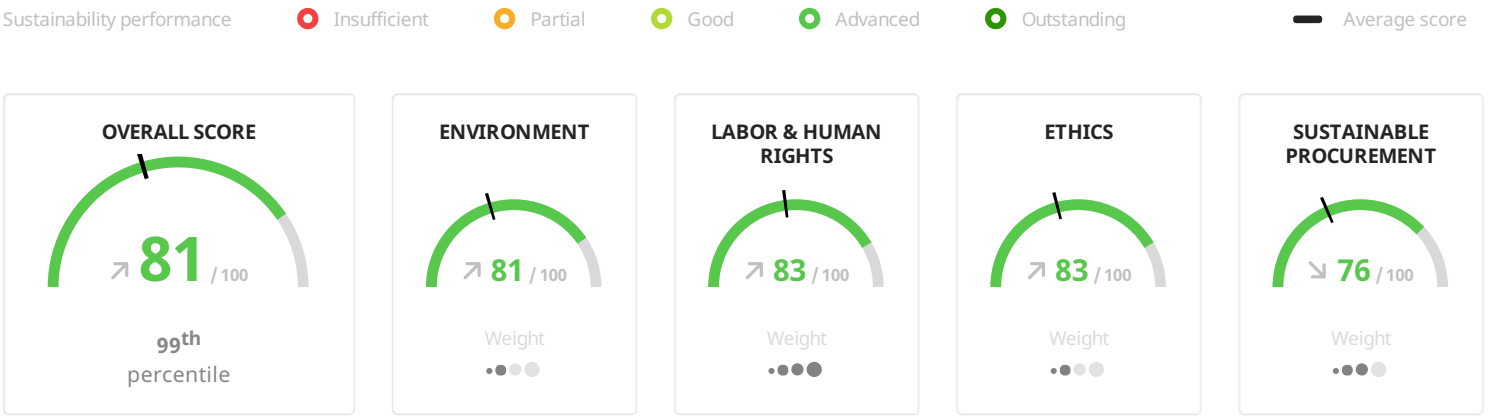 Sustainability performance Insufficient Partial Good Advanced Outstanding Average score
OVERALL SCORE
81 / 100
99th
percentile
ENVIRONMENT
81 / 100
Weight
LABOR & HUMAN
RIGHTS
83 / 100
Weight
ETHICS
83 / 100
Weight
SUSTAINABLE
PROCUREMENT
76 / 100
Weight